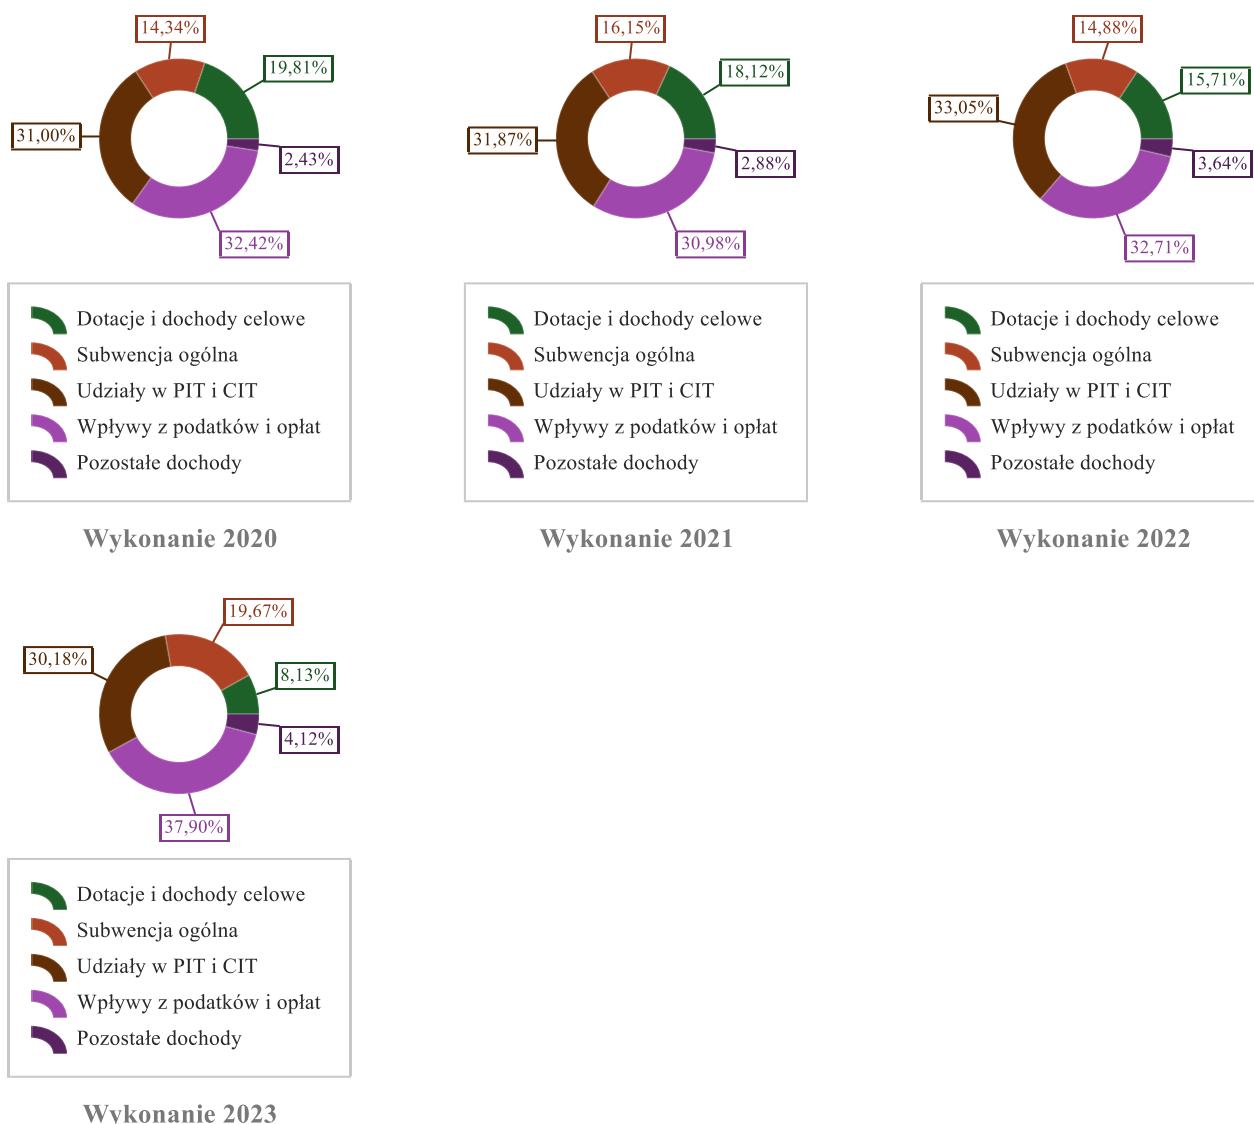 14,34%
19,81%
31,00%
2,43%
32,42%
Dotacje i dochody celowe
Subwencja ogólna
Udziały w PIT i CIT
Wpływy z podatków i opłat
Pozostałe dochody
Wykonanie 2020
16,15%
18,12%
31,87%
2,88%
30,98%
Dotacje i dochody celowe
Subwencja ogólna
Udziały w PIT i CIT
Wpływy z podatków i opłat
Pozostałe dochody
Wykonanie 2021
14,88%
15,71%
33,05%
3,64%
32,71%
Dotacje i dochody celowe
Subwencja ogólna
Udziały w PIT i CIT
Wpływy z podatków i opłat
Pozostałe dochody
Wykonanie 2022
19,67%
30,18%
8,13%
4,12%
37,90%
Dotacje i dochody celowe
Subwencja ogólna
Udziały w PIT i CIT
Wpływy z podatków i opłat
Pozostałe dochody
Wykonanie 2023